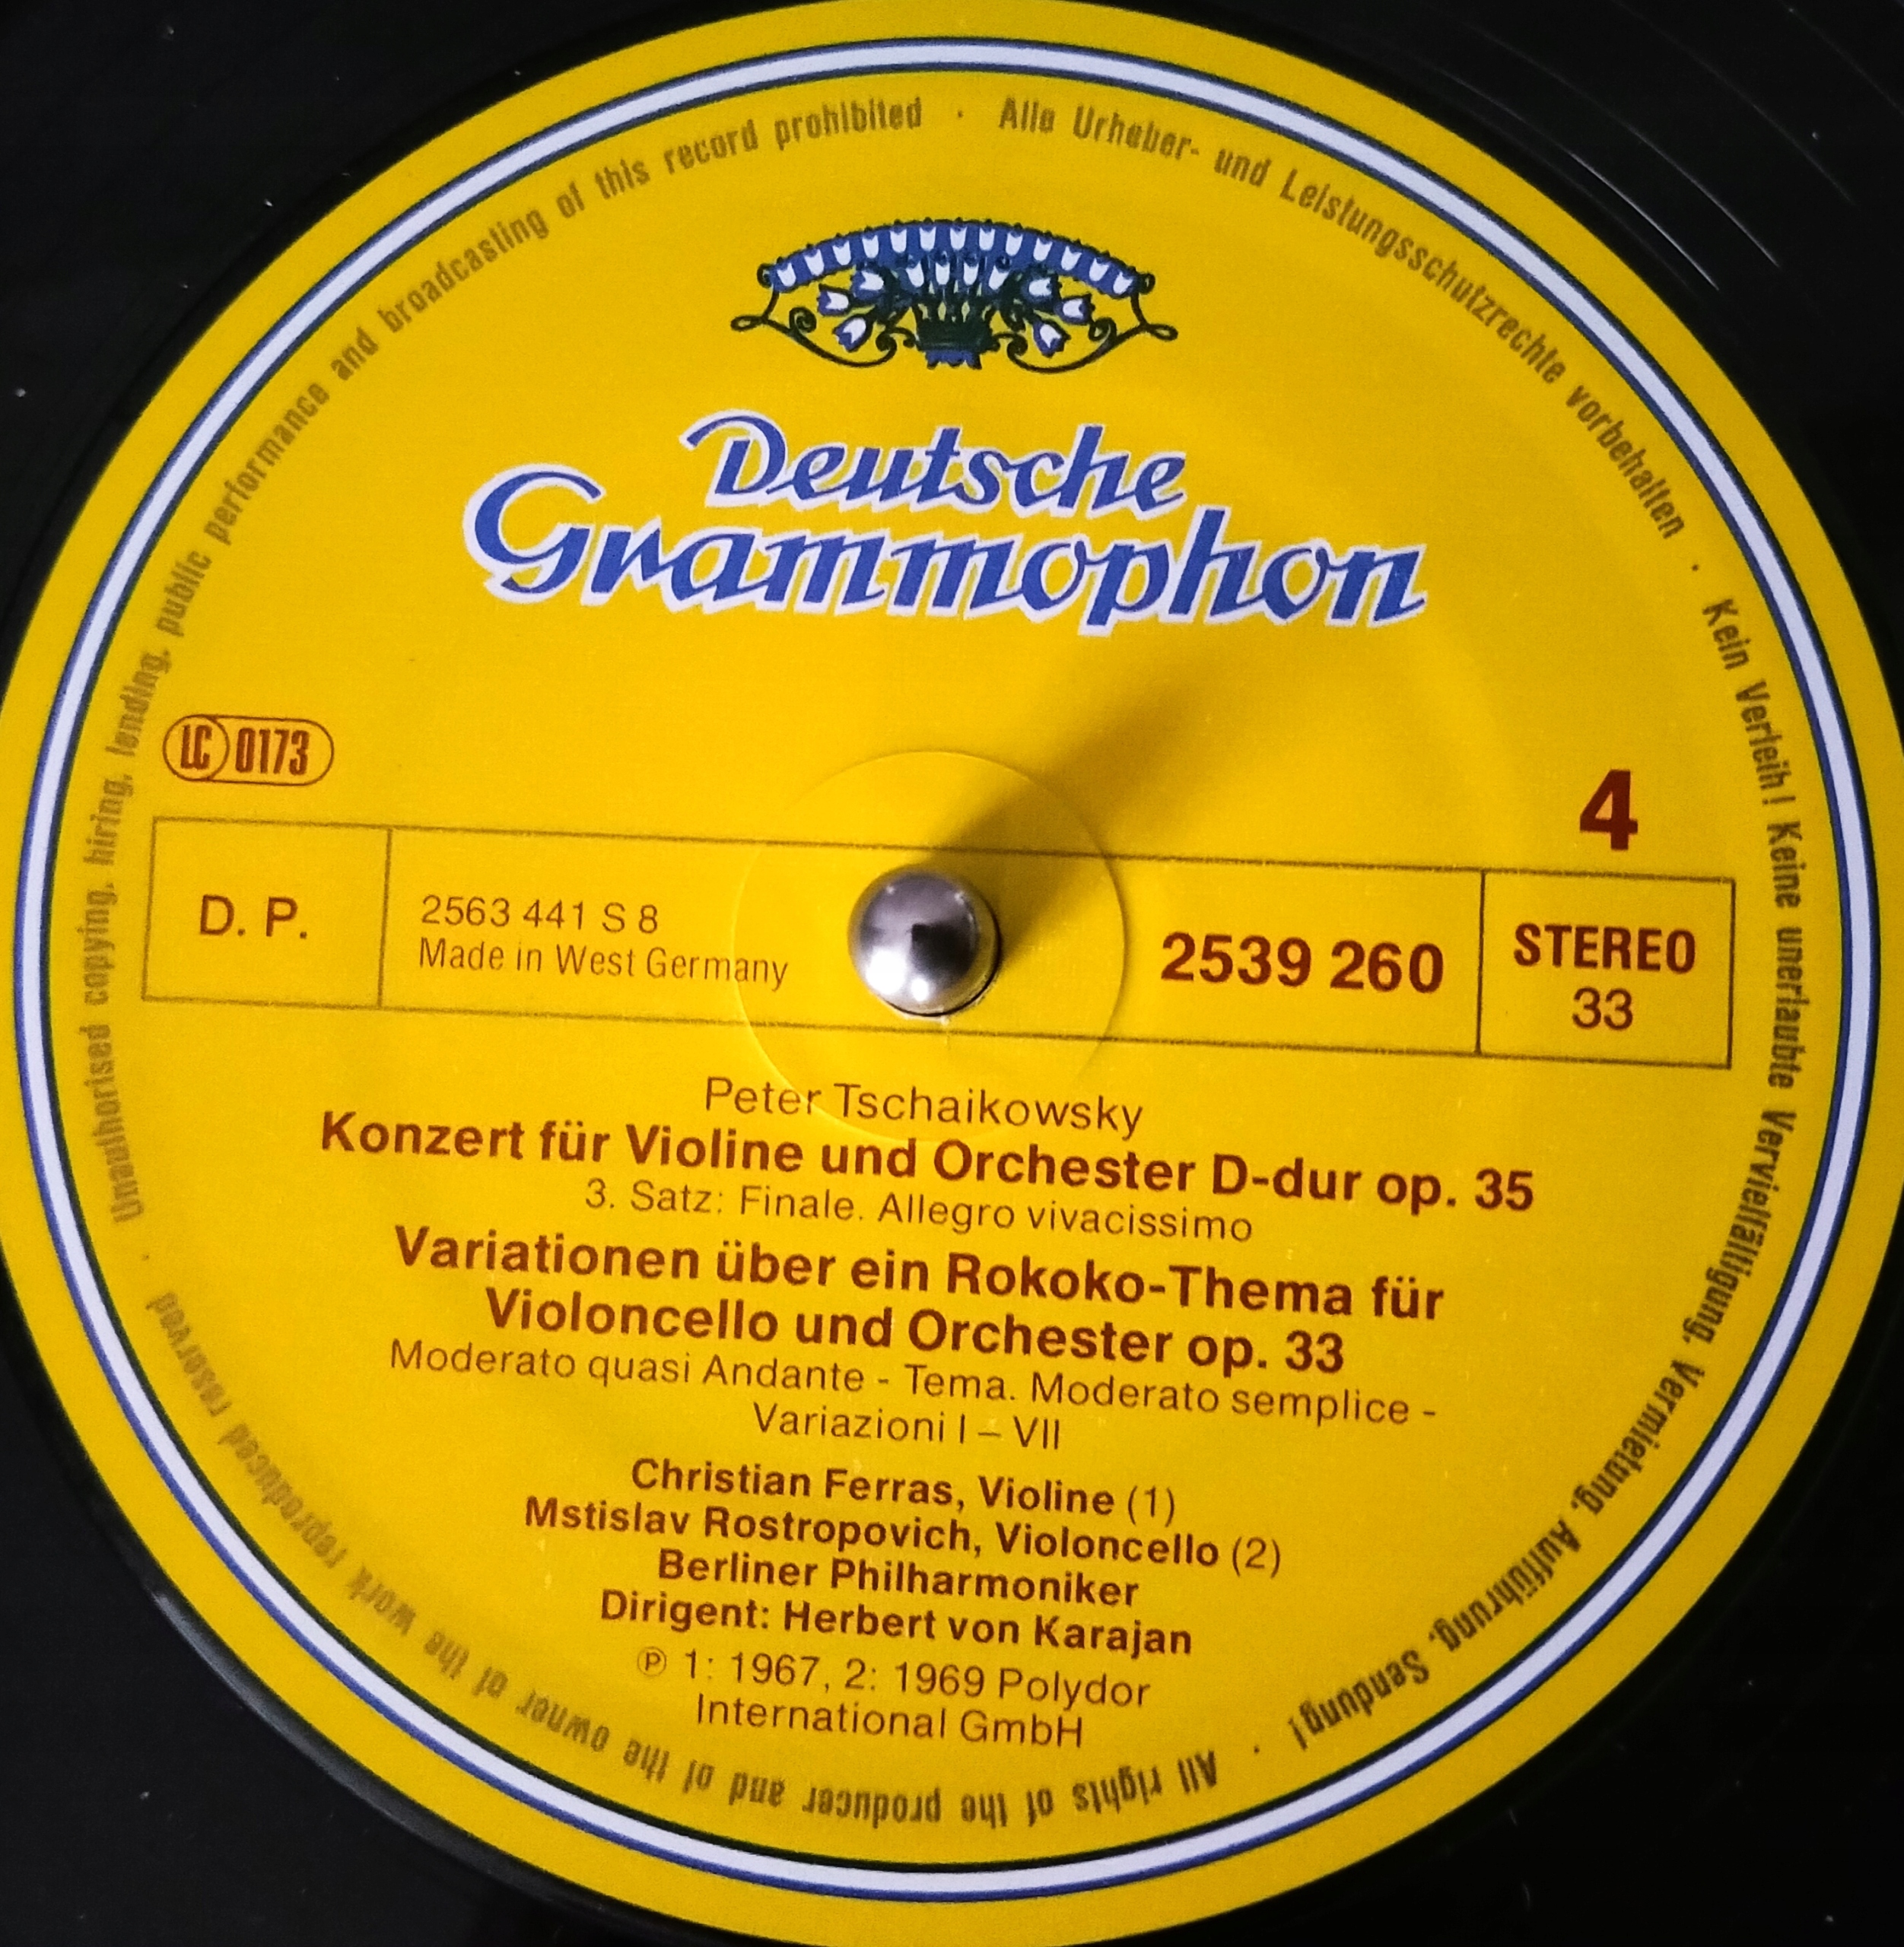 Deutsche
Grammophon
LC 0173
4
D. P.
2563 441 S 8
Made in West Germany
2539 260
STEREO
33
Peter Tschaikowsky
Konzert für Violine und Orchester D-dur op. 35
3. Satz: Finale. Allegro vivacissimo
Variationen über ein Rokoko-Thema für
Violoncello und Orchester op. 33
Moderato quasi Andante - Tema. Moderato semplice -
Variazioni I – VII
Christian Ferras, Violine (1)
Mstislav Rostropovich, Violoncello (2)
Berliner Philharmoniker
Dirigent: Herbert von Karajan
℗ 1: 1967, 2: 1969 Polydor
International GmbH
Alle Urheber- und Leistungsschutzrechte vorbehalten · Kein Verleih! Keine unerlaubte Vervielfältigung, Vermietung, Aufführung, Sendung! · All rights of the producer and of the owner of the work reproduced reserved · Unauthorised copying, hiring, lending, public performance and broadcasting of this record prohibited ·